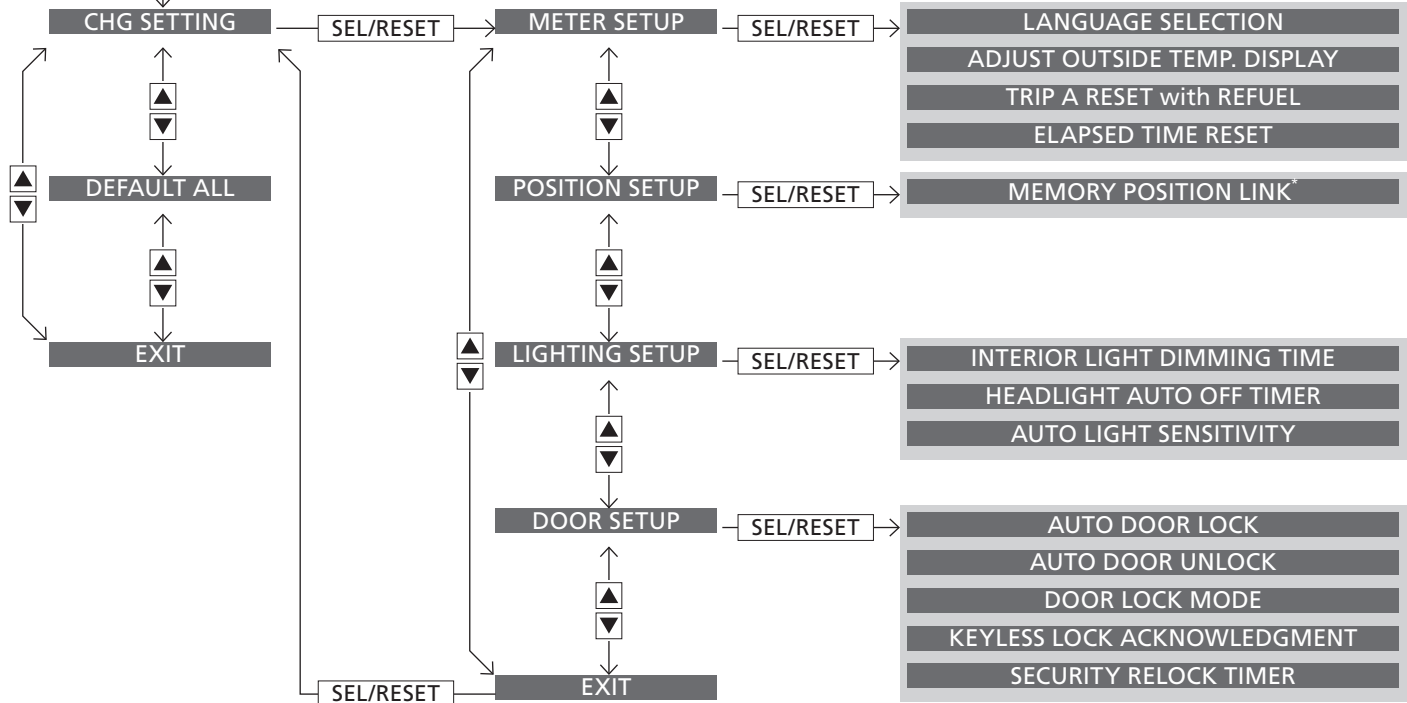 CHG SETTING SEL/RESET METER SETUP SEL/RESET LANGUAGE SELECTION
ADJUST OUTSIDE TEMP. DISPLAY
TRIP A RESET with REFUEL
ELAPSED TIME RESET
DEFAULT ALL POSITION SETUP SEL/RESET MEMORY POSITION LINK*
EXIT LIGHTING SETUP SEL/RESET INTERIOR LIGHT DIMMING TIME
HEADLIGHT AUTO OFF TIMER
AUTO LIGHT SENSITIVITY
DOOR SETUP SEL/RESET AUTO DOOR LOCK
AUTO DOOR UNLOCK
DOOR LOCK MODE
KEYLESS LOCK ACKNOWLEDGMENT
SECURITY RELOCK TIMER
SEL/RESET EXIT